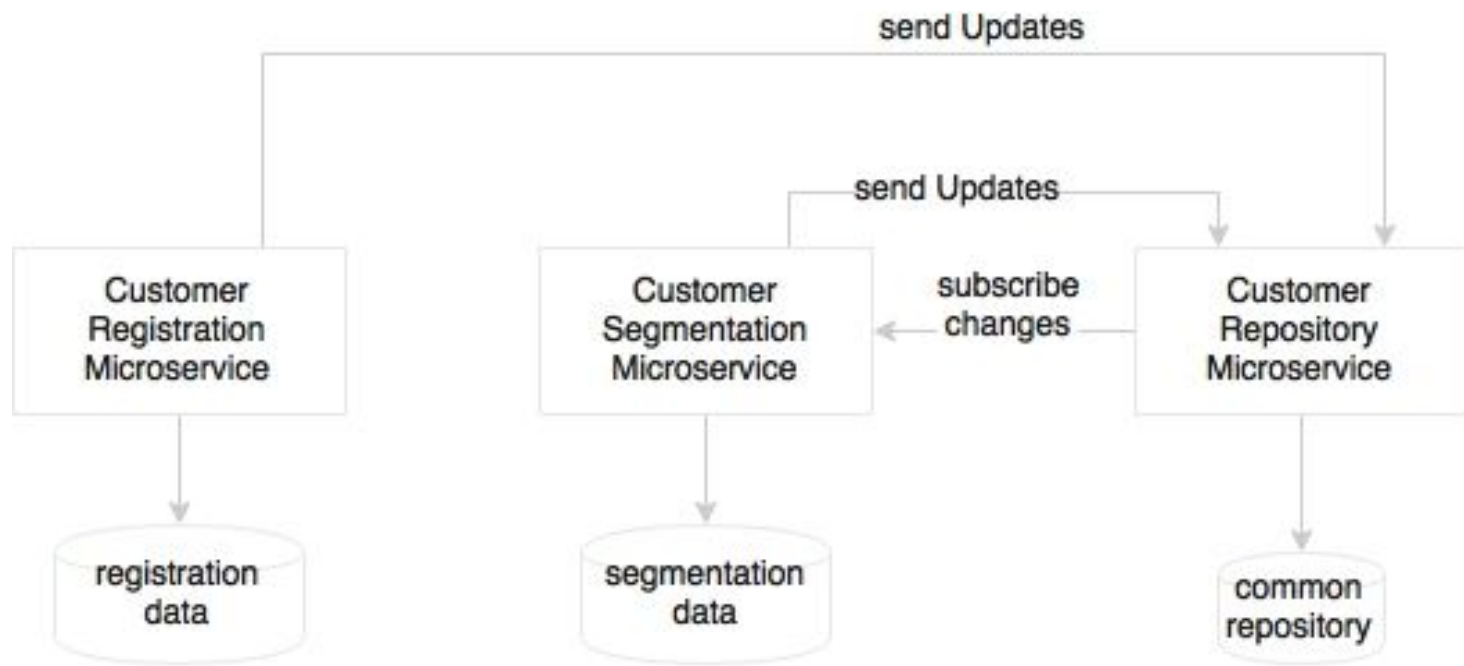 send Updates
send Updates
Customer
Registration
Microservice
Customer
Segmentation
Microservice
subscribe
changes
Customer
Repository
Microservice
registration
data
segmentation
data
common
repository